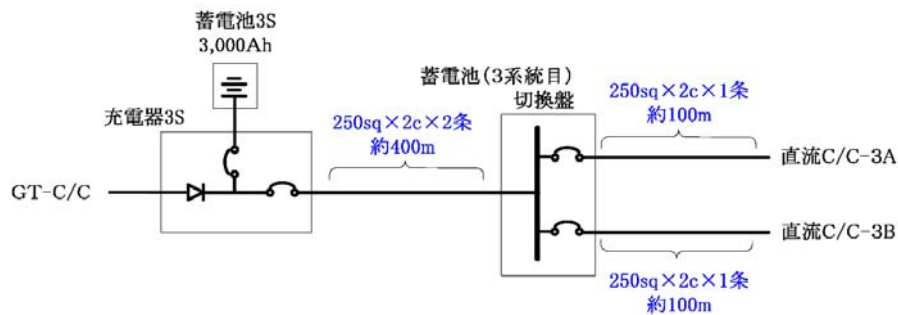 蓄電池3S
3,000Ah
充電器3S
GT-C/C
250sq×2c×2条
約400m
蓄電池(3系統目)
切換盤
250sq×2c×1条
約100m
直流C/C-3A
直流C/C-3B
250sq×2c×1条
約100m